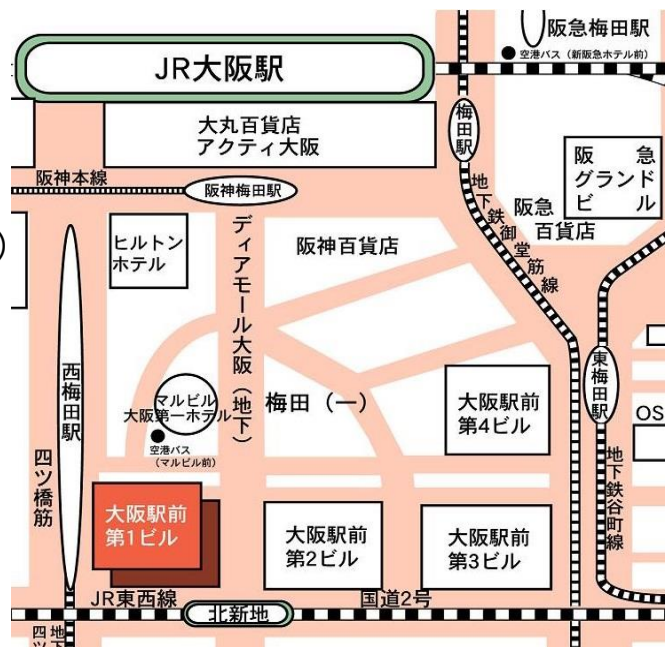 阪急梅田駅
空港バス（新阪急ホテル前）
JR大阪駅
大丸百貨店
アクティ大阪
梅田駅
阪急
グランド
ビル
阪神本線
阪神梅田駅
地下鉄御堂筋線
阪急
百貨店
ヒルトン
ホテル
ディアモール大阪（地下）
阪神百貨店
西梅田駅
四ツ橋筋
マルビル
大阪第一ホテル
空港バス
（マルビル前）
梅田（一）
大阪駅前
第4ビル
東梅田駅
OS
地下鉄谷町線
大阪駅前
第1ビル
大阪駅前
第2ビル
大阪駅前
第3ビル
JR東西線
北新地
国道2号
地下
四ツ